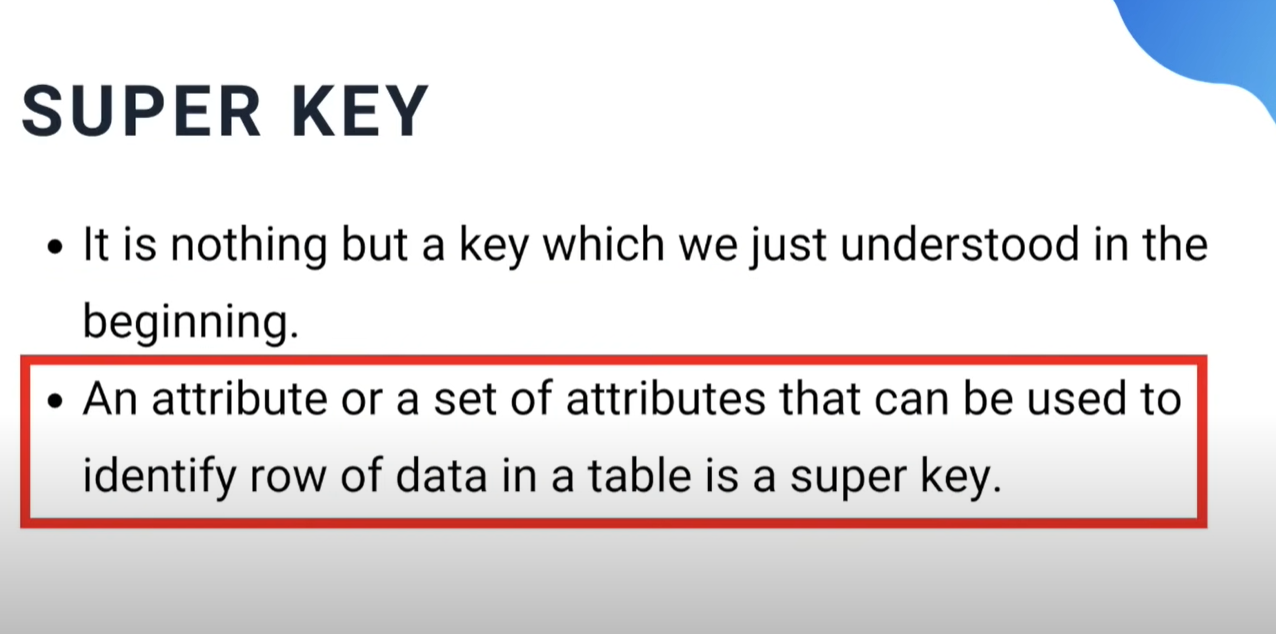 SUPER KEY
• It is nothing but a key which we just understood in the
beginning.
• An attribute or a set of attributes that can be used to
identify row of data in a table is a super key.